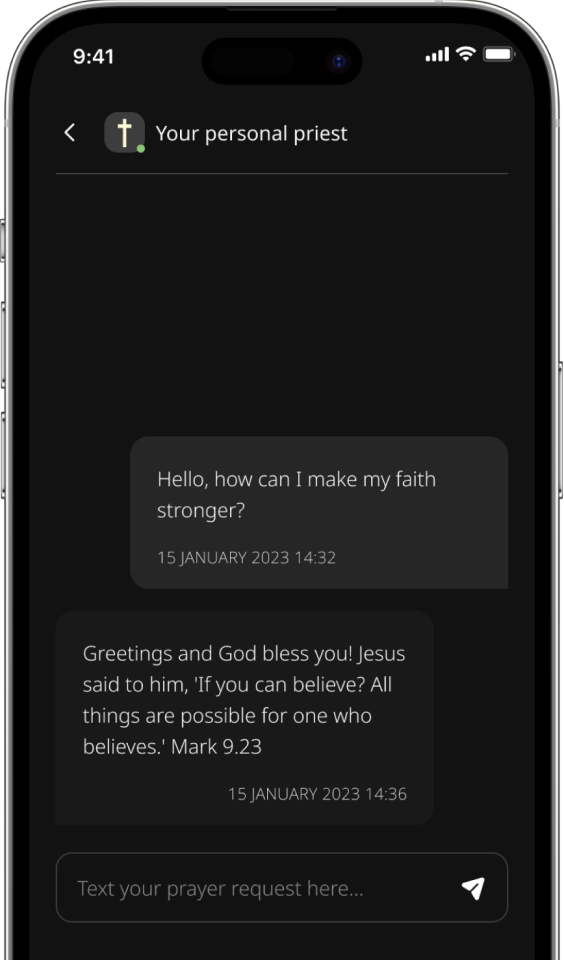 9:41
Your personal priest
Hello, how can I make my faith
stronger?
15 JANUARY 2023 14:32
Greetings and God bless you! Jesus
said to him, 'If you can believe? All
things are possible for one who
believes.' Mark 9.23
15 JANUARY 2023 14:36
Text your prayer request here...